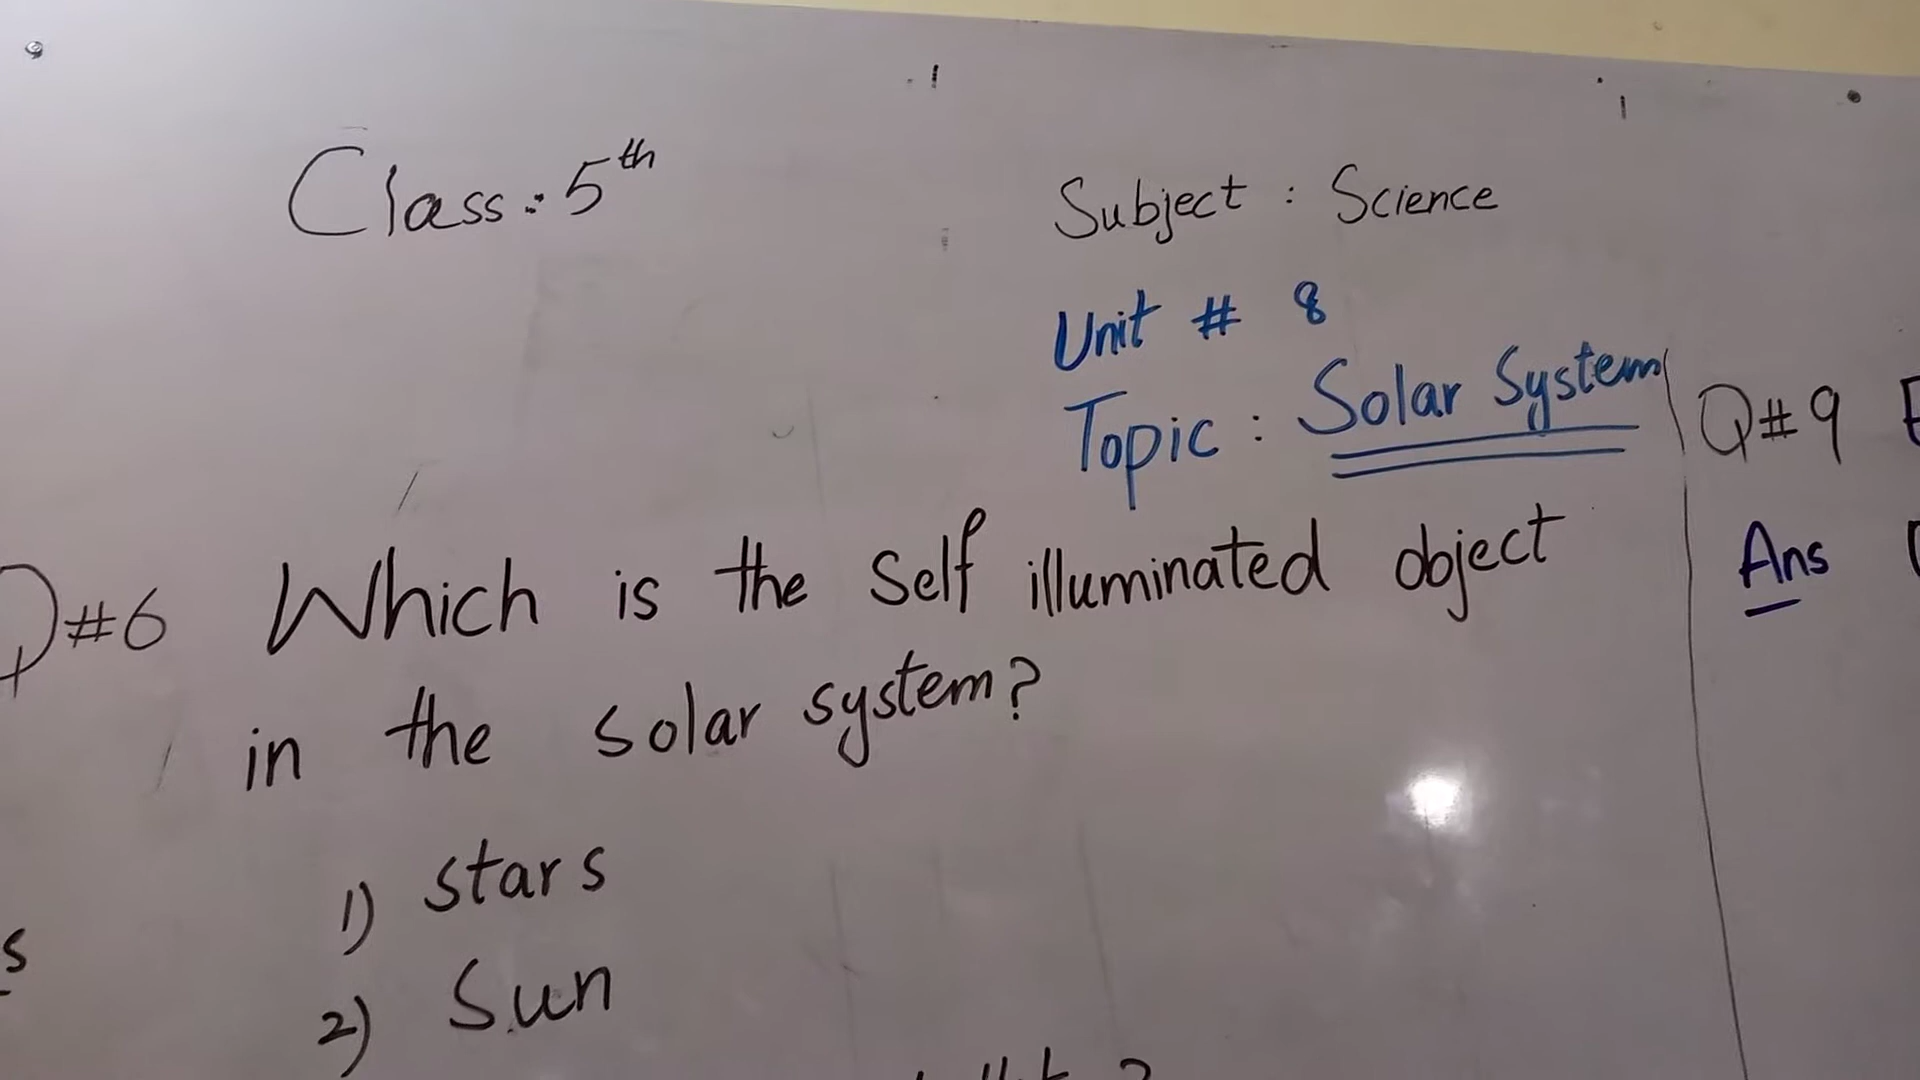 Class: 5th
Subject : Science
Unit # 8
Topic : Solar System
Q#6 Which is the Self illuminated object
in the solar system?
1) stars
2) Sun
Q#9
Ans